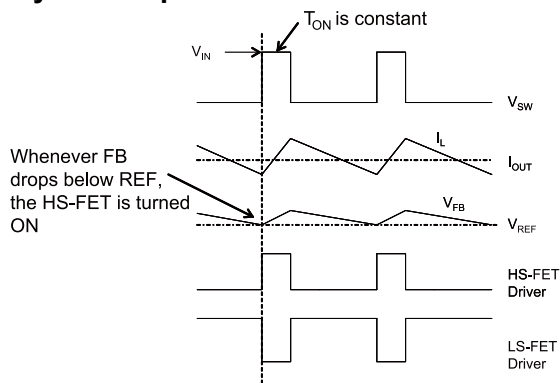 T_ON is constant
V_IN
V_SW
I_L
I_OUT
Whenever FB
drops below REF,
the HS-FET is turned
ON
V_FB
V_REF
HS-FET
Driver
LS-FET
Driver